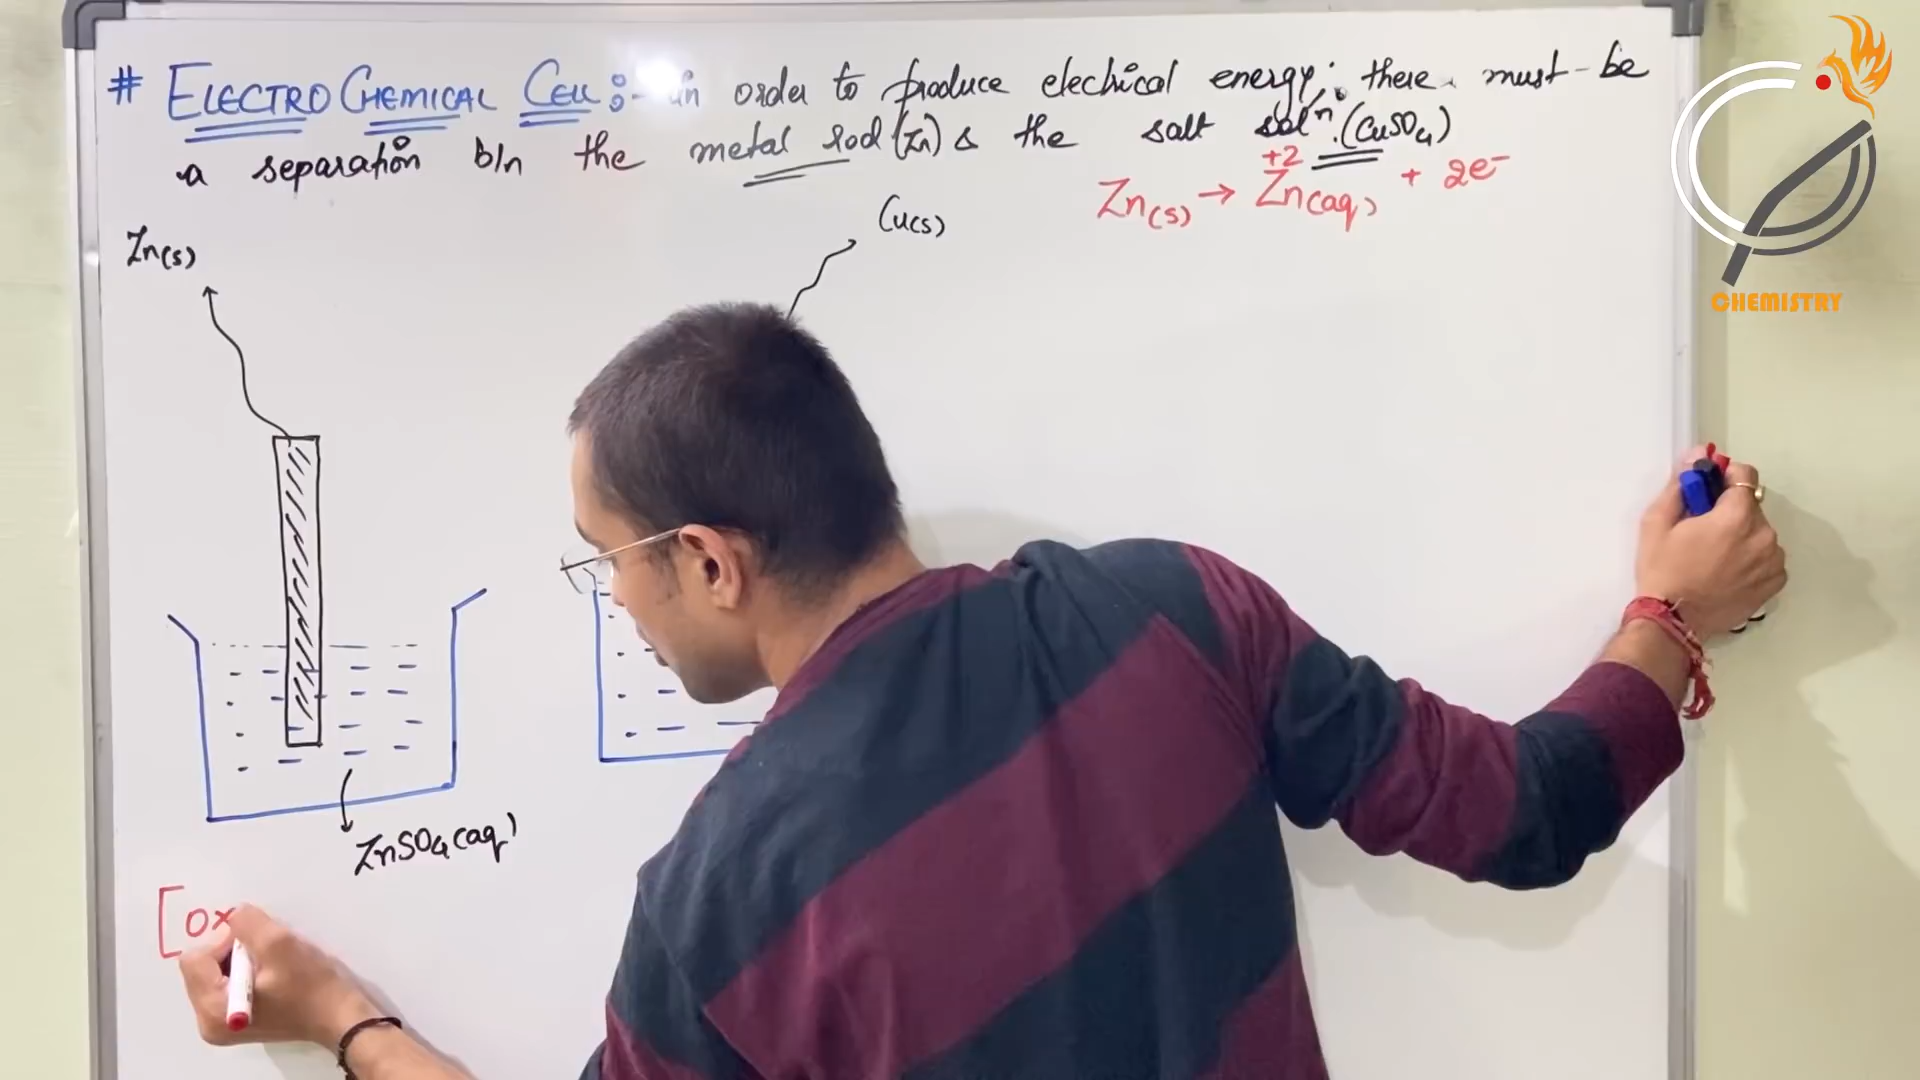 # ELECTRO CHEMICAL CELL :- in order to produce electrical energy, there must be
a separation b/n the metal rod (Zn) & the salt solⁿ. (CuSO₄)
Zn(s) → Zn⁺²(aq) + 2e⁻
Cu(s)
Zn(s)
ZnSO₄(aq)
[ox
CHEMISTRY